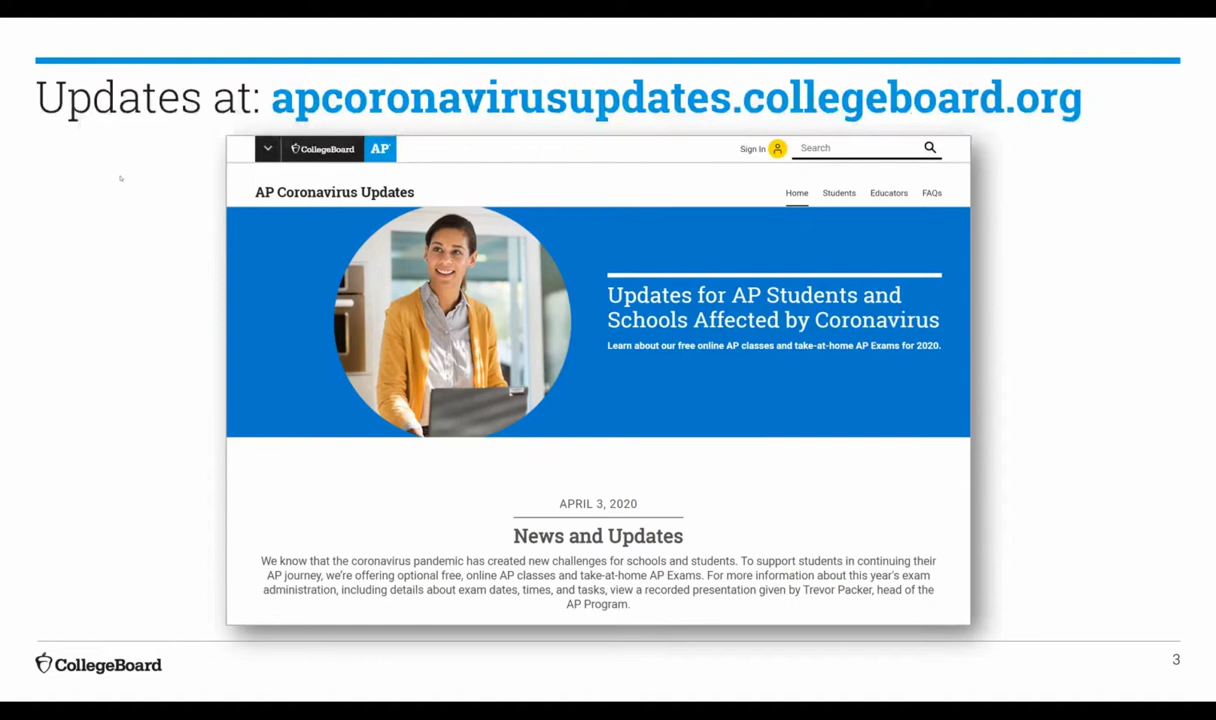 Updates at: apcoronavirusupdates.collegeboard.org
CollegeBoard AP
Sign In Search
AP Coronavirus Updates
Home Students Educators FAQs
Updates for AP Students and
Schools Affected by Coronavirus
Learn about our free online AP classes and take-at-home AP Exams for 2020.
APRIL 3, 2020
News and Updates
We know that the coronavirus pandemic has created new challenges for schools and students. To support students in continuing their
AP journey, we're offering optional free, online AP classes and take-at-home AP Exams. For more information about this year's exam
administration, including details about exam dates, times, and tasks, view a recorded presentation given by Trevor Packer, head of the
AP Program.
CollegeBoard
3